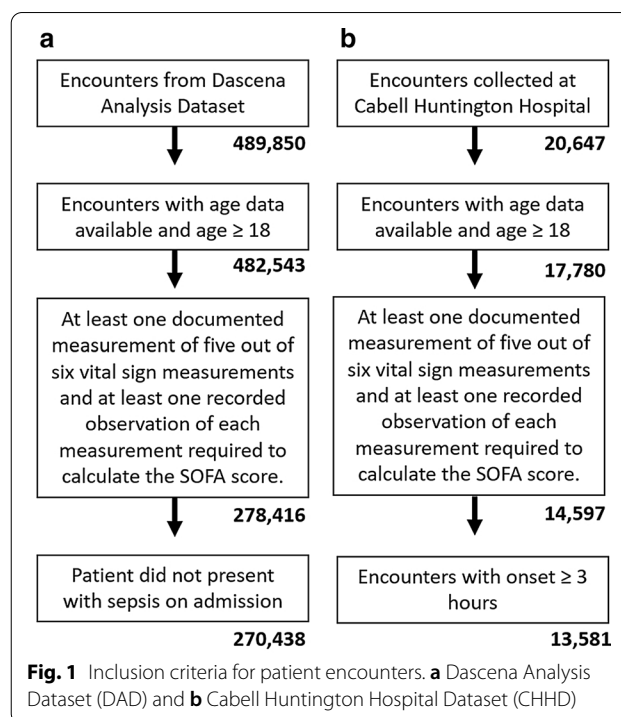 a
Encounters from Dascena
Analysis Dataset
489,850
Encounters with age data
available and age ≥ 18
482,543
At least one documented
measurement of five out of
six vital sign measurements
and at least one recorded
observation of each
measurement required to
calculate the SOFA score.
278,416
Patient did not present
with sepsis on admission
270,438
b
Encounters collected at
Cabell Huntington Hospital
20,647
Encounters with age data
available and age ≥ 18
17,780
At least one documented
measurement of five out of
six vital sign measurements
and at least one recorded
observation of each
measurement required to
calculate the SOFA score.
14,597
Encounters with onset ≥ 3
hours
13,581
Fig. 1 Inclusion criteria for patient encounters. a Dascena Analysis
Dataset (DAD) and b Cabell Huntington Hospital Dataset (CHHD)